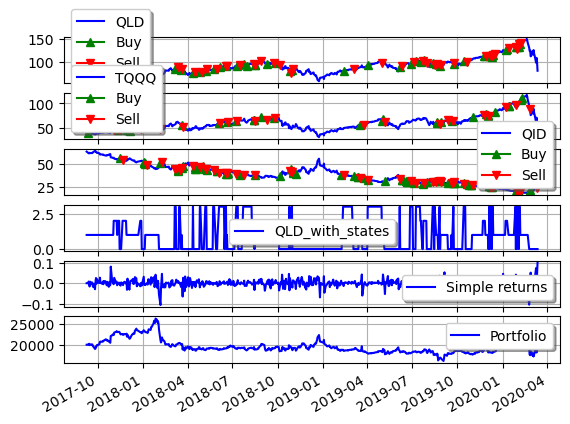 QLD
Buy
Sell
150
100
TQQQ
Buy
Sell
100
50
QID
Buy
Sell
50
25
QLD_with_states
2.5
0.0
Simple returns
0.1
0.0
−0.1
Portfolio
25000
20000
2017-10 2018-01 2018-04 2018-07 2018-10 2019-01 2019-04 2019-07 2019-10 2020-01 2020-04